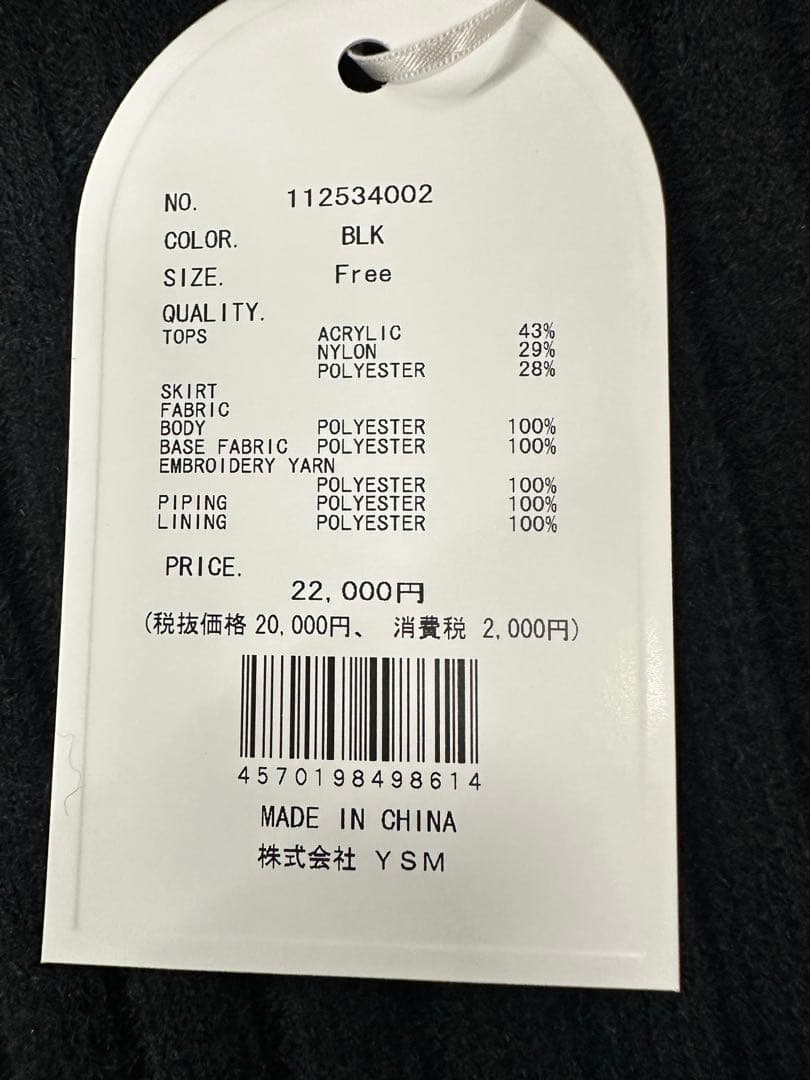 NO. 112534002
COLOR. BLK
SIZE. Free
QUALITY.
TOPS ACRYLIC 43%
NYLON 29%
POLYESTER 28%
SKIRT
FABRIC
BODY POLYESTER 100%
BASE FABRIC POLYESTER 100%
EMBROIDERY YARN
POLYESTER 100%
PIPING POLYESTER 100%
LINING POLYESTER 100%
PRICE.
22,000円
(税抜価格 20,000円、 消費税 2,000円)
4570198498614
MADE IN CHINA
株式会社 YSM